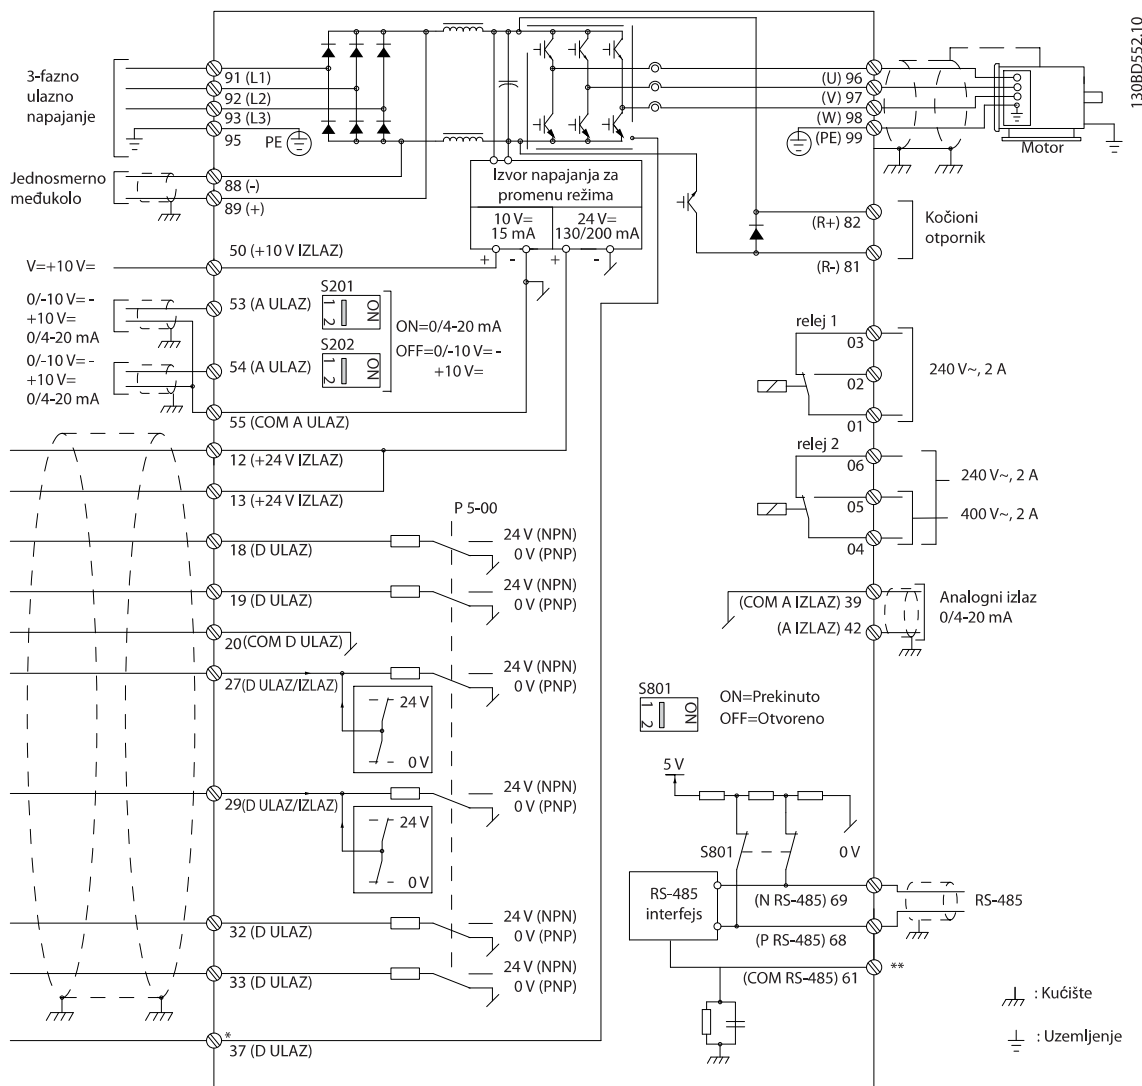 130BD552.10
3-fazno
ulazno
napajanje
91 (L1)
92 (L2)
93 (L3)
95
PE
Jednosmerno
međukolo
88 (-)
89 (+)
Izvor napajanja za
promenu režima
10 V=
15 mA
24 V=
130/200 mA
+
-
+
-
(U) 96
(V) 97
(W) 98
(PE) 99
Motor
(R+) 82
(R-) 81
Kočioni
otpornik
50 (+10 V IZLAZ)
V=+10 V=
0/-10 V= -
+10 V=
0/4-20 mA
53 (A ULAZ)
S201
1
2
ON
ON=0/4-20 mA
OFF=0/-10 V= -
+10 V=
0/-10 V= -
+10 V=
0/4-20 mA
54 (A ULAZ)
S202
1
2
ON
55 (COM A ULAZ)
12 (+24 V IZLAZ)
13 (+24 V IZLAZ)
relej 1
03
02
01
240 V~, 2 A
relej 2
06
05
04
240 V~, 2 A
400 V~, 2 A
P 5-00
18 (D ULAZ)
24 V (NPN)
0 V (PNP)
19 (D ULAZ)
24 V (NPN)
0 V (PNP)
20 (COM D ULAZ)
27 (D ULAZ/IZLAZ)
24 V (NPN)
0 V (PNP)
24 V
0 V
29 (D ULAZ/IZLAZ)
24 V (NPN)
0 V (PNP)
24 V
0 V
32 (D ULAZ)
24 V (NPN)
0 V (PNP)
33 (D ULAZ)
24 V (NPN)
0 V (PNP)
*
37 (D ULAZ)
(COM A IZLAZ) 39
(A IZLAZ) 42
Analogni izlaz
0/4-20 mA
S801
1
2
ON
ON=Prekinuto
OFF=Otvoreno
5 V
S801
0 V
RS-485
interfejs
(N RS-485) 69
(P RS-485) 68
(COM RS-485) 61
**
RS-485
: Kućište
: Uzemljenje